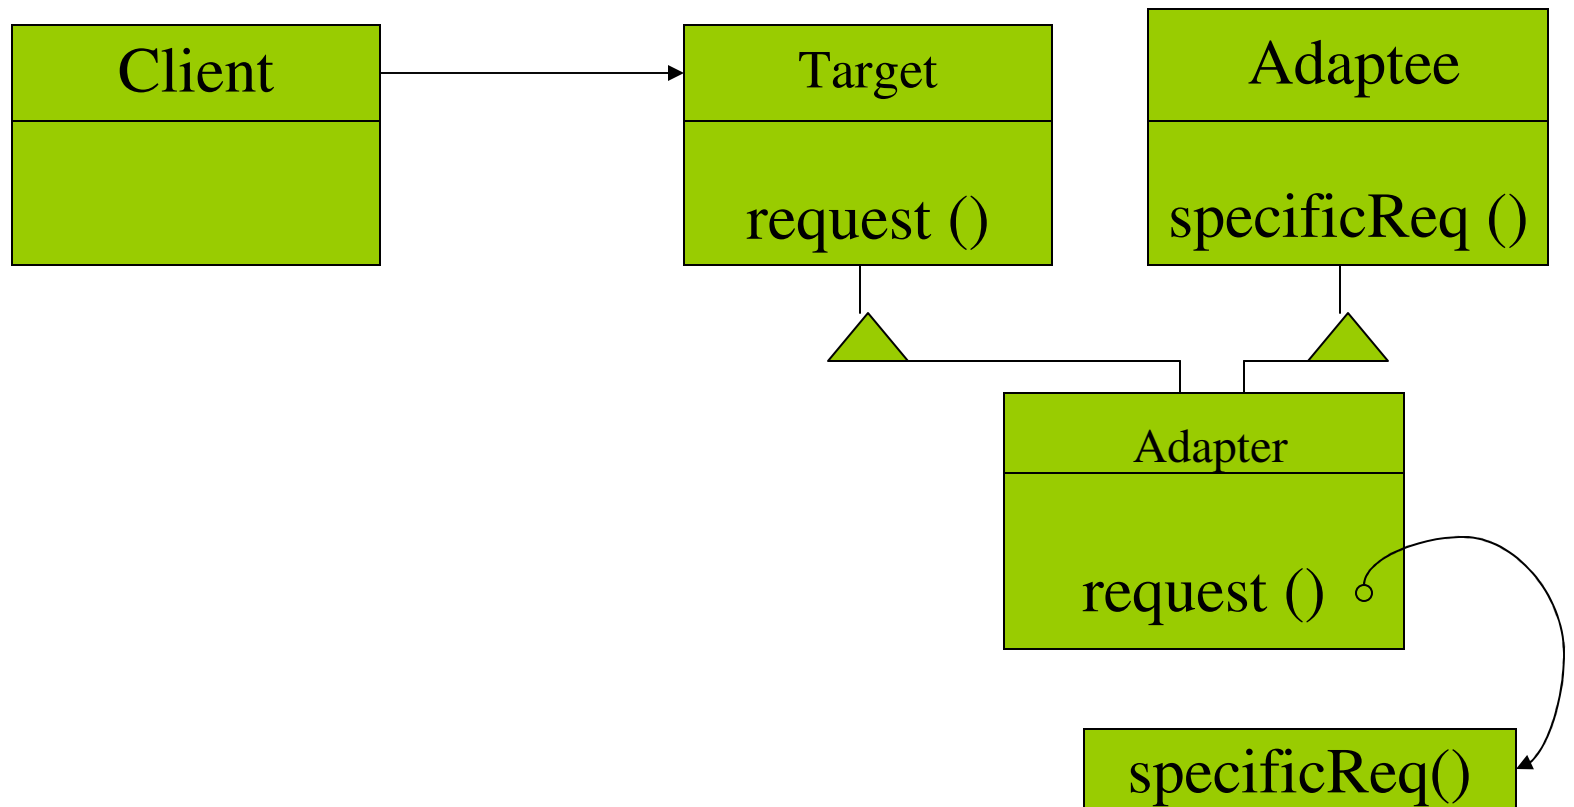 Client
Target
request ()
Adaptee
specificReq ()
Adapter
request ()
specificReq()